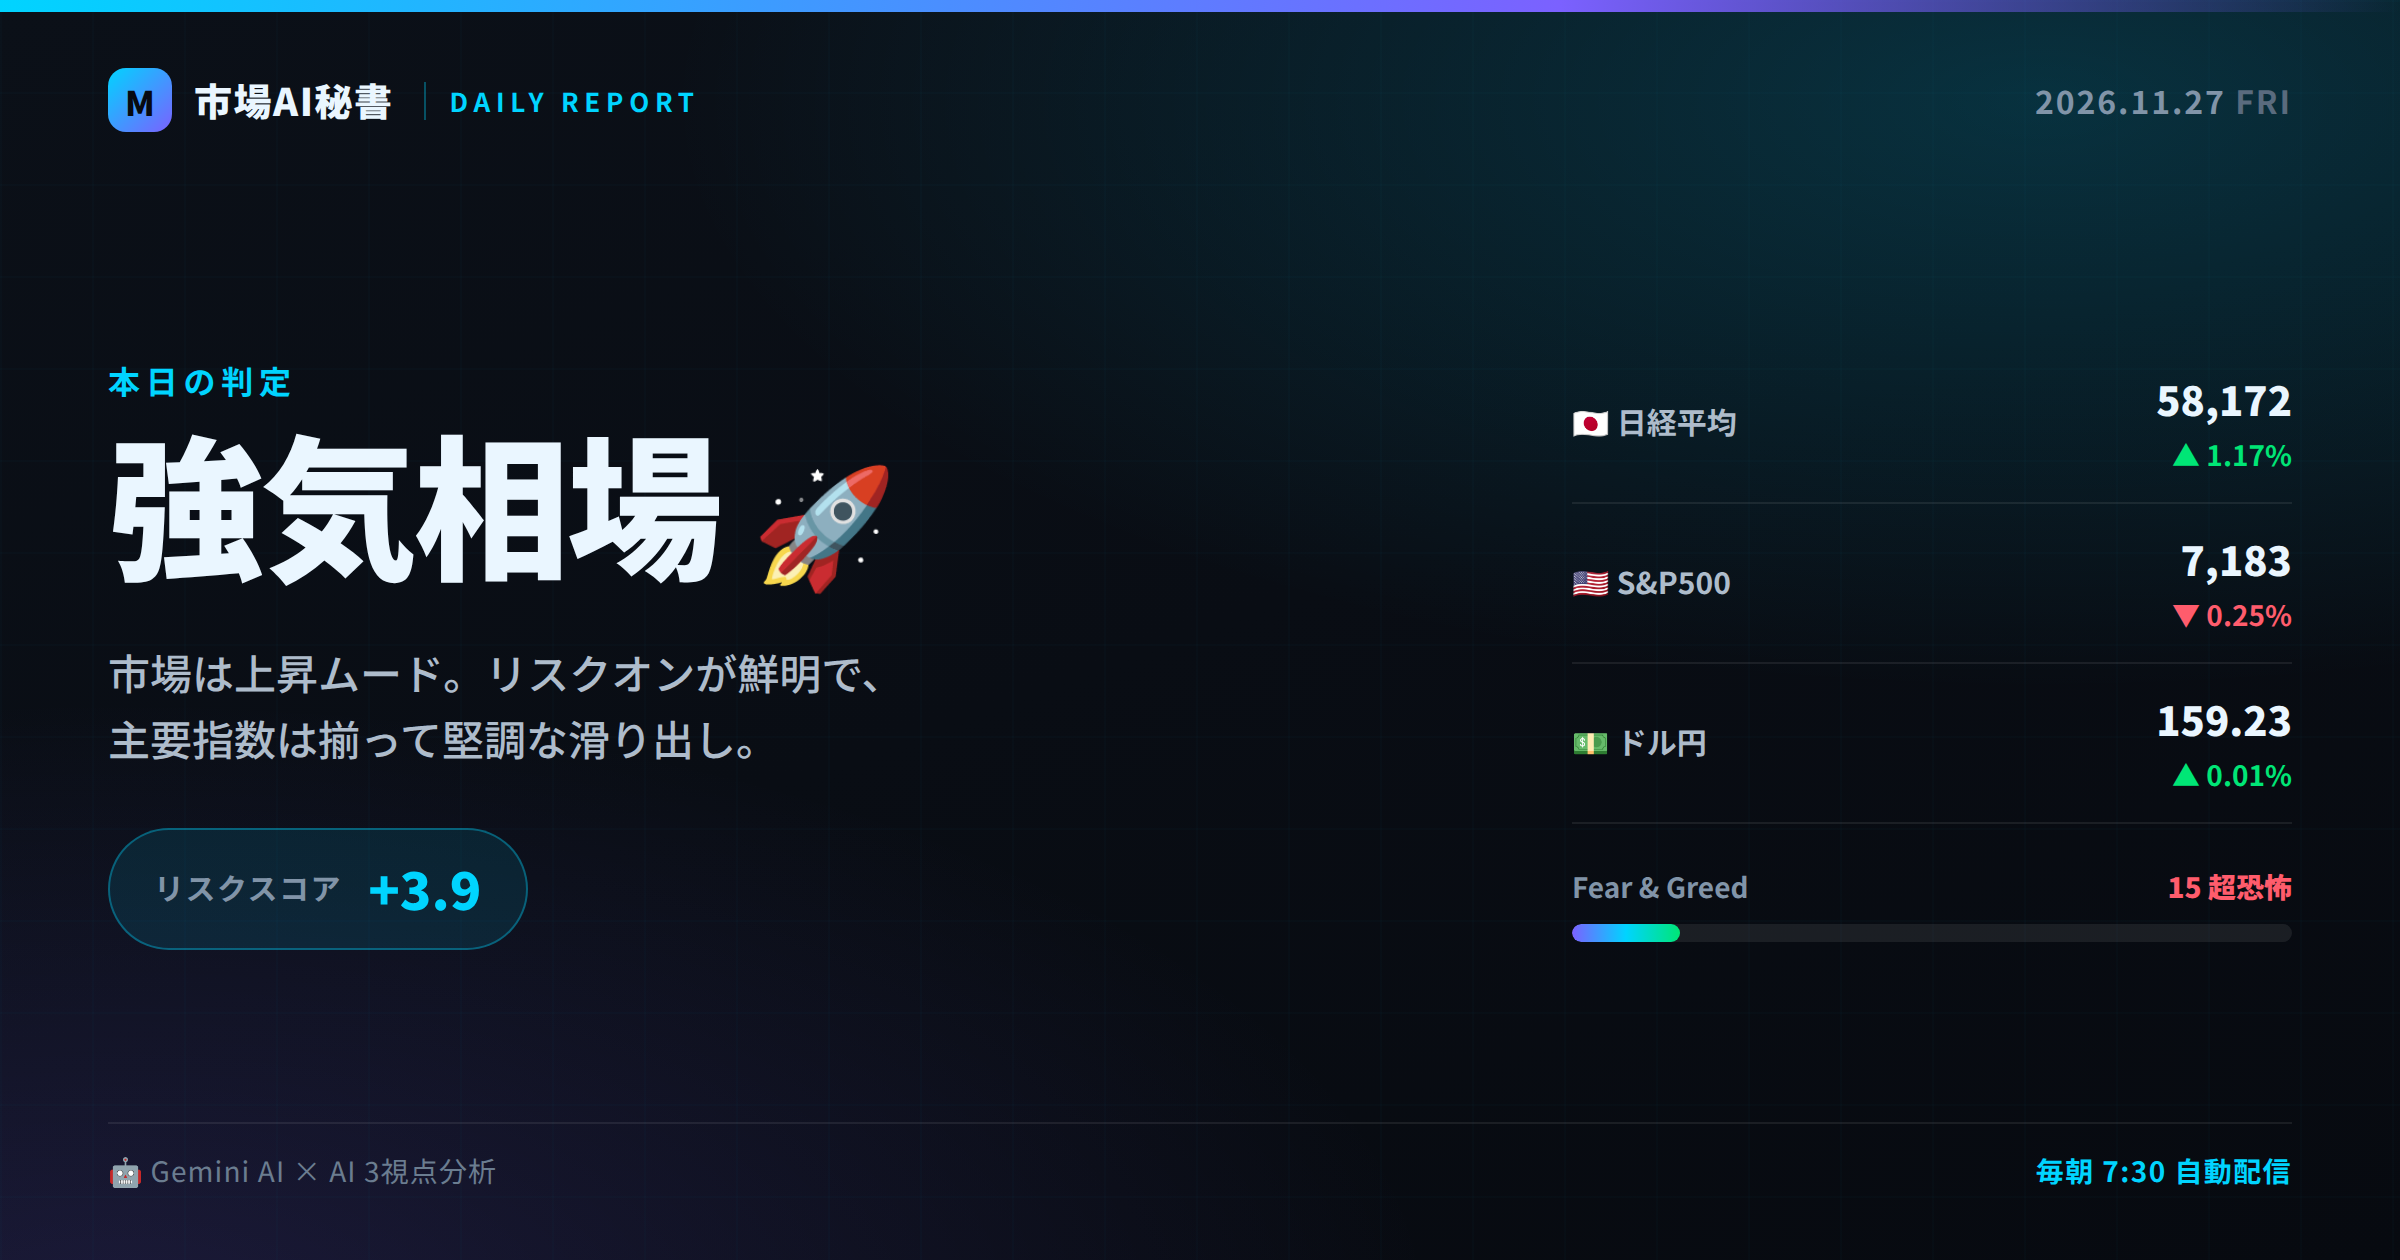 M 市場AI秘書 DAILY REPORT
2026.11.27 FRI
本日の判定
強気相場 🚀
市場は上昇ムード。リスクオンが鮮明で、
主要指数は揃って堅調な滑り出し。
リスクスコア +3.9
🇯🇵 日経平均
58,172
▲ 1.17%
🇺🇸 S&P500
7,183
▼ 0.25%
💵 ドル円
159.23
▲ 0.01%
Fear & Greed
15 超恐怖
🤖 Gemini AI × AI 3視点分析
毎朝 7:30 自動配信